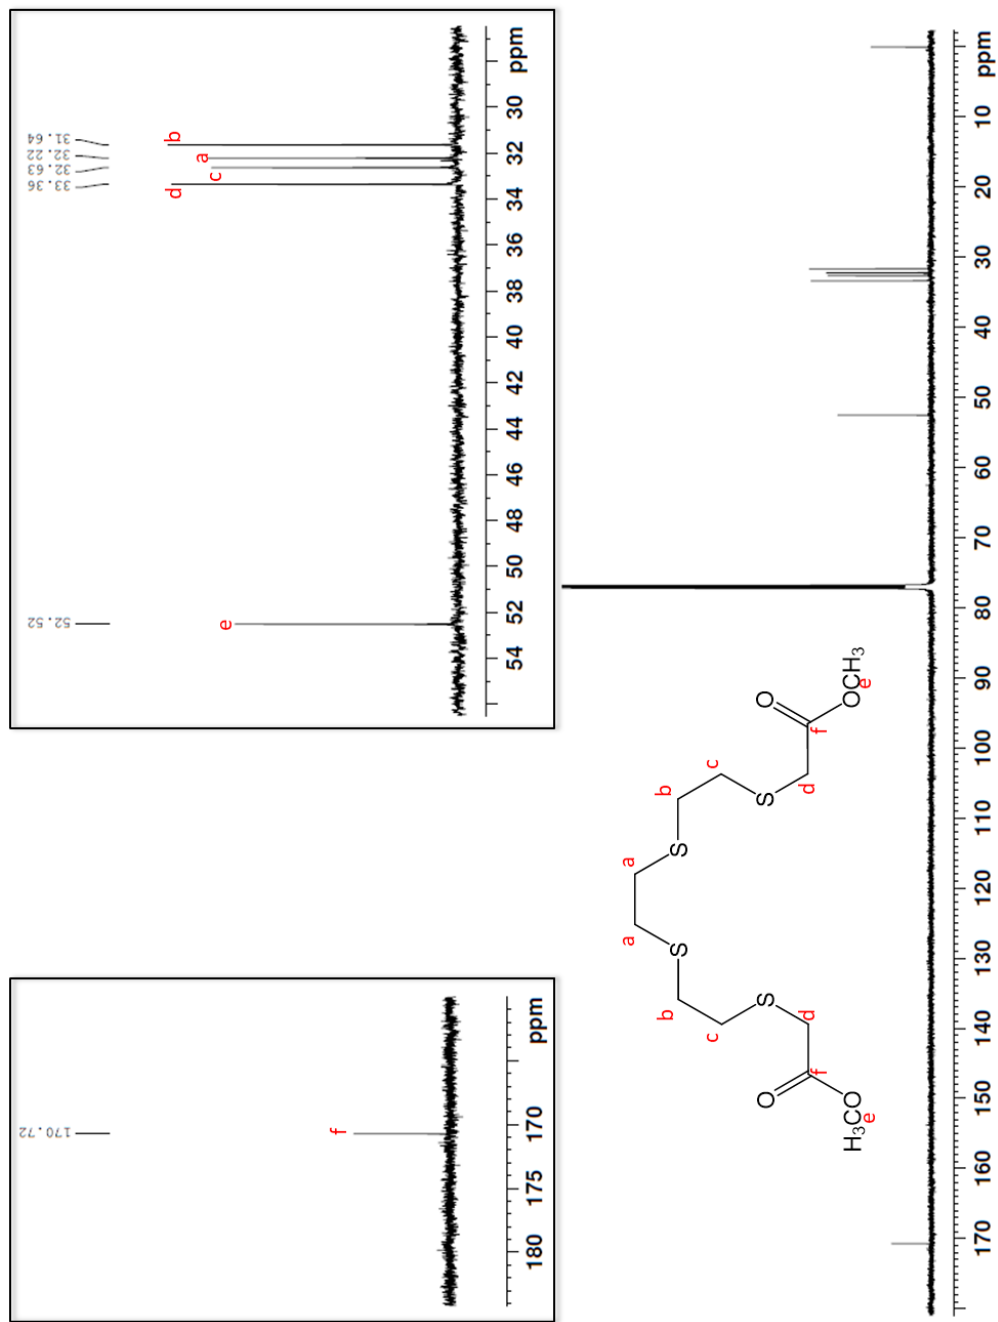 170.72
f
180
175
170
ppm
52.52
33.36
32.63
32.22
31.64
e
d
c
a
b
54
52
50
48
46
44
42
40
38
36
34
32
30
ppm
a
a
b
S
S
b
c
S
S
c
d
d
O
f
f
O
H3CO
e
OCH3
e
170
160
150
140
130
120
110
100
90
80
70
60
50
40
30
20
10
ppm